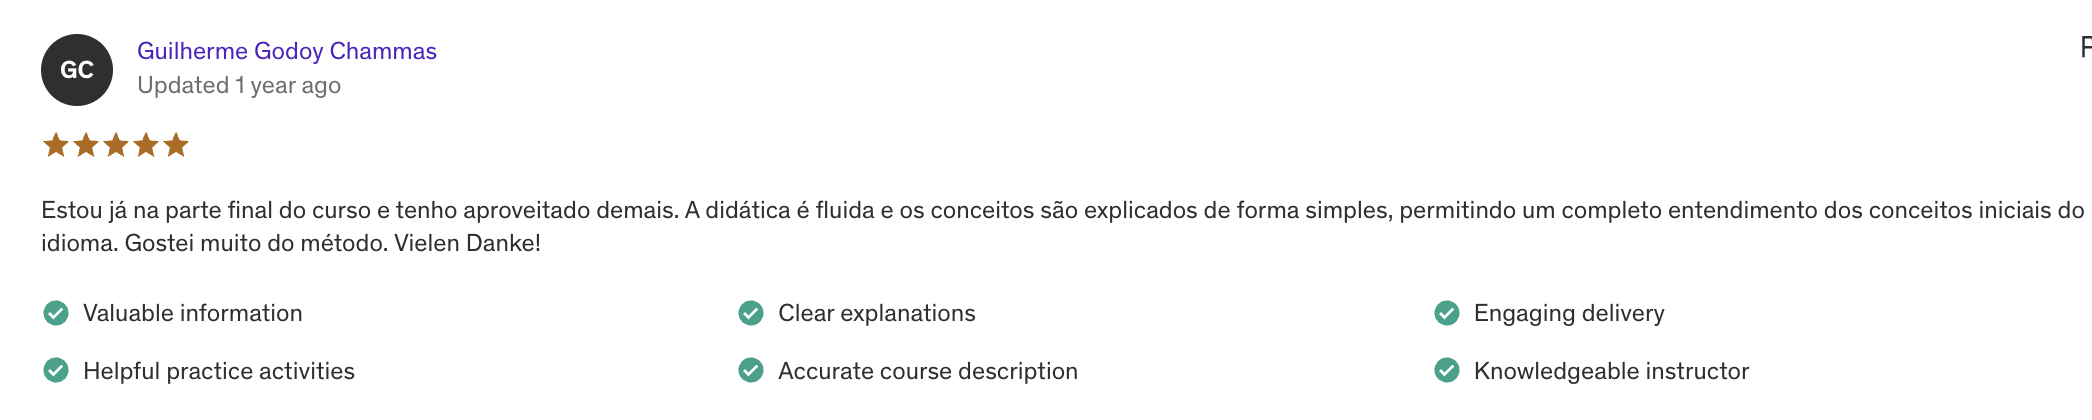 GC
Guilherme Godoy Chammas
Updated 1 year ago
Estou já na parte final do curso e tenho aproveitado demais. A didática é fluida e os conceitos são explicados de forma simples, permitindo um completo entendimento dos conceitos iniciais do
idioma. Gostei muito do método. Vielen Danke!
Valuable information
Clear explanations
Engaging delivery
Helpful practice activities
Accurate course description
Knowledgeable instructor